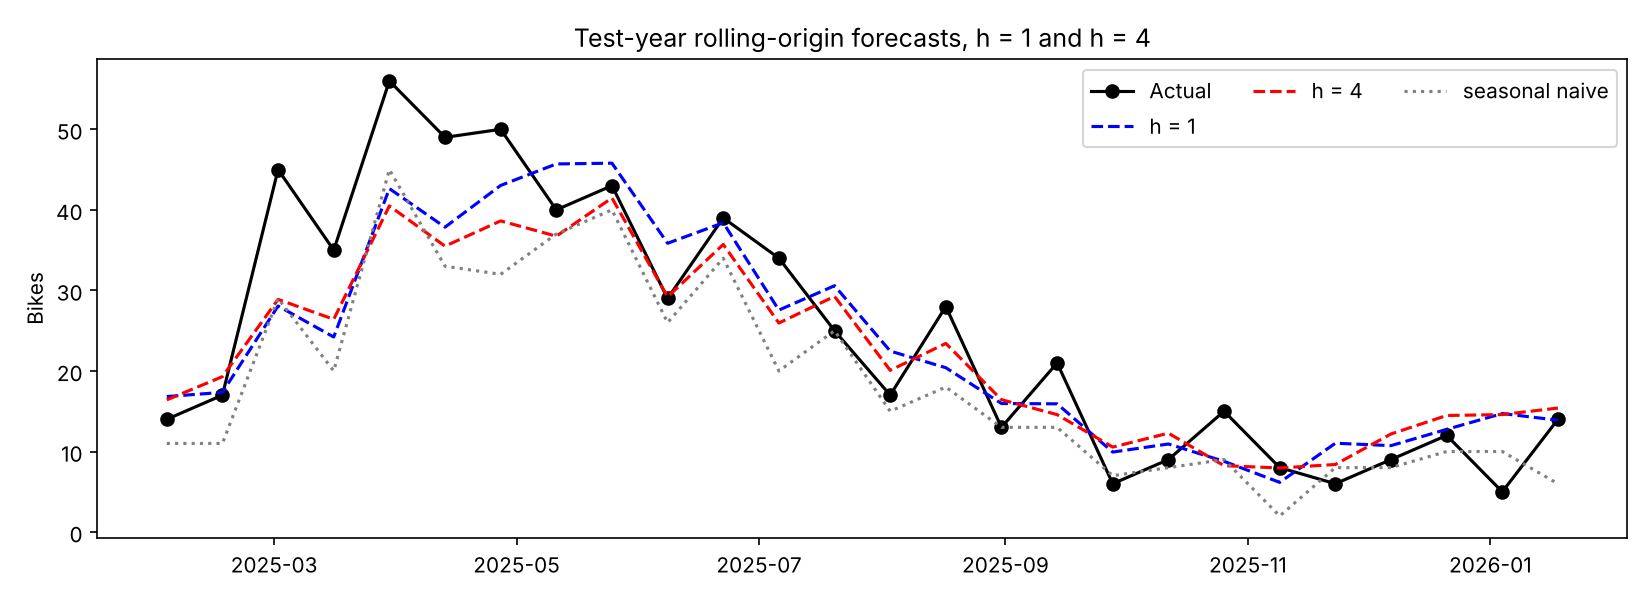 Test-year rolling-origin forecasts, h = 1 and h = 4
Actual
h = 1
h = 4
seasonal naive
Bikes
50
40
30
20
10
0
2025-03
2025-05
2025-07
2025-09
2025-11
2026-01